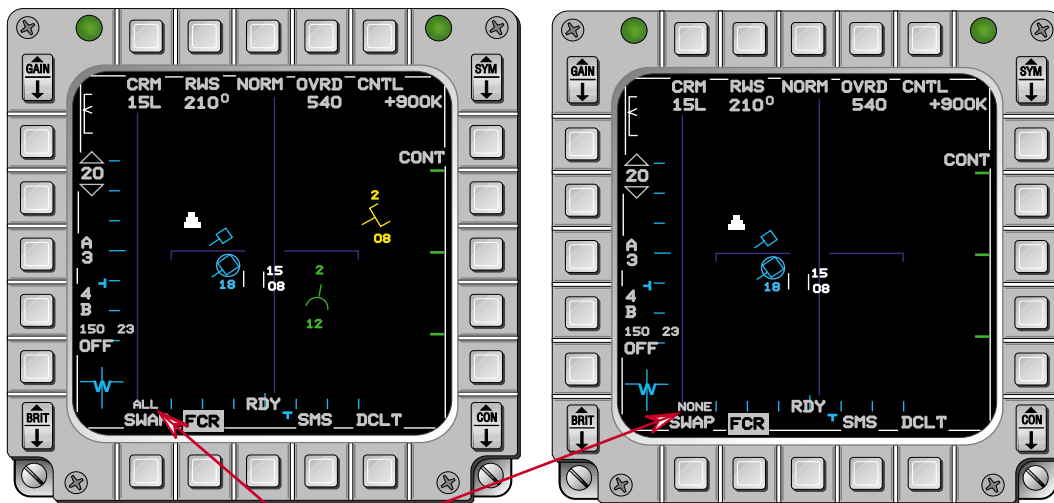 GAIN
SYM
CRM RWS NORM OVRD CNTL
15L 210° 540 +900K
CONT
20
2
08
A
3
15
2
18
08
4
B
12
150 23
OFF
W
ALL
RDY
SWAP FCR SMS DCLT
BRIT
CON
GAIN
SYM
CRM RWS NORM OVRD CNTL
15L 210° 540 +900K
CONT
20
A
3
15
18
08
4
B
150 23
OFF
W
NONE
RDY
SWAP FCR SMS DCLT
BRIT
CON